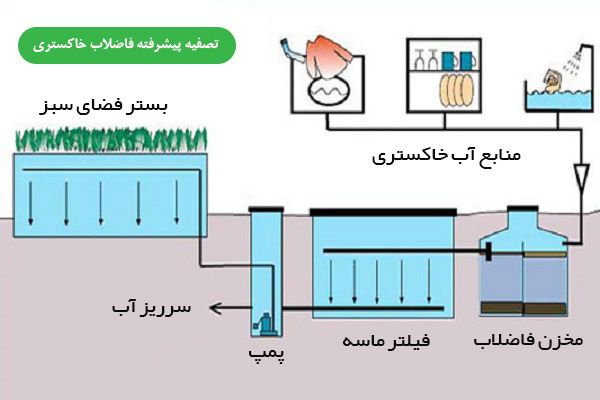 تصفیه پیشرفته فاضلاب خاکستری
بستر فضای سبز
منابع آب خاکستری
سرریز آب
پمپ
فیلتر ماسه
مخزن فاضلاب